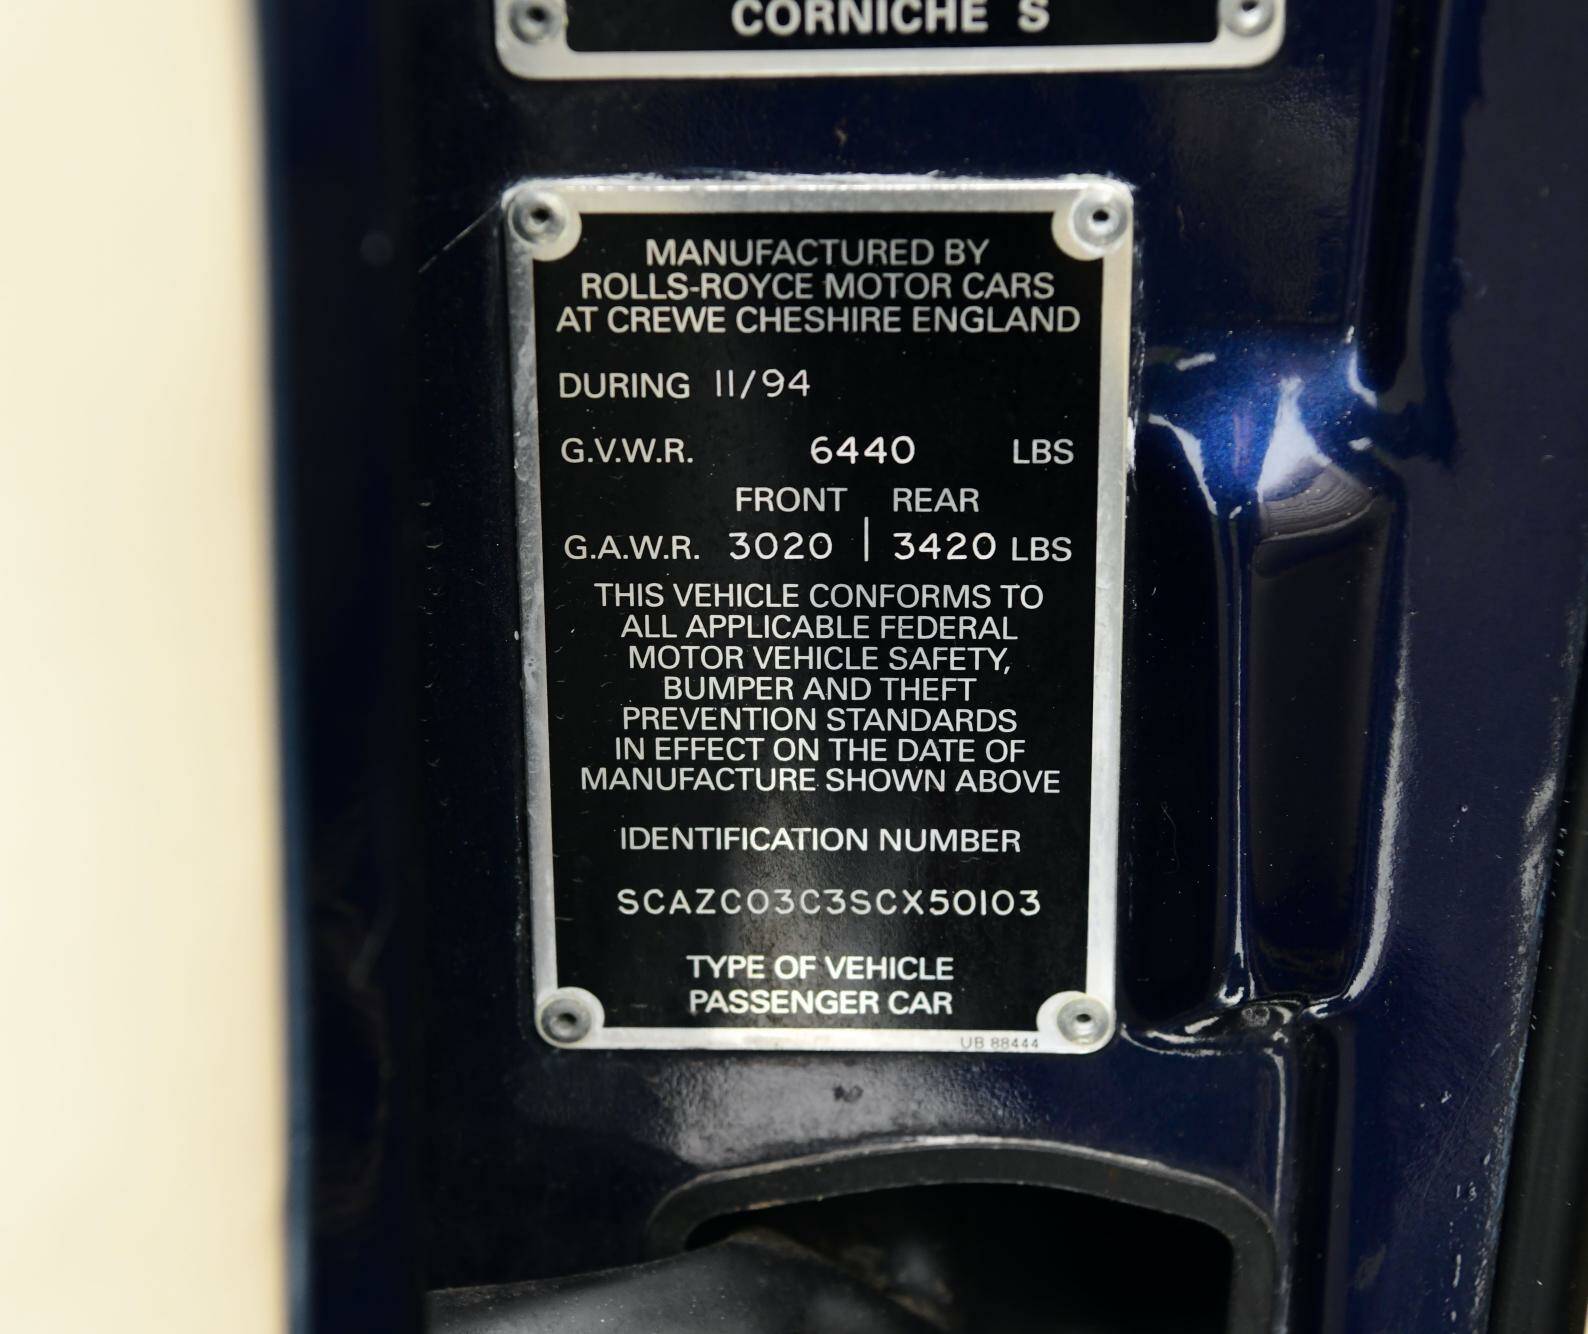 CORNICHE S
MANUFACTURED BY
ROLLS-ROYCE MOTOR CARS
AT CREWE CHESHIRE ENGLAND
DURING 11/94
G.V.W.R. 6440 LBS
FRONT REAR
G.A.W.R. 3020 | 3420 LBS
THIS VEHICLE CONFORMS TO
ALL APPLICABLE FEDERAL
MOTOR VEHICLE SAFETY,
BUMPER AND THEFT
PREVENTION STANDARDS
IN EFFECT ON THE DATE OF
MANUFACTURE SHOWN ABOVE
IDENTIFICATION NUMBER
SCAZC03C3SCX50103
TYPE OF VEHICLE
PASSENGER CAR
UB 88444